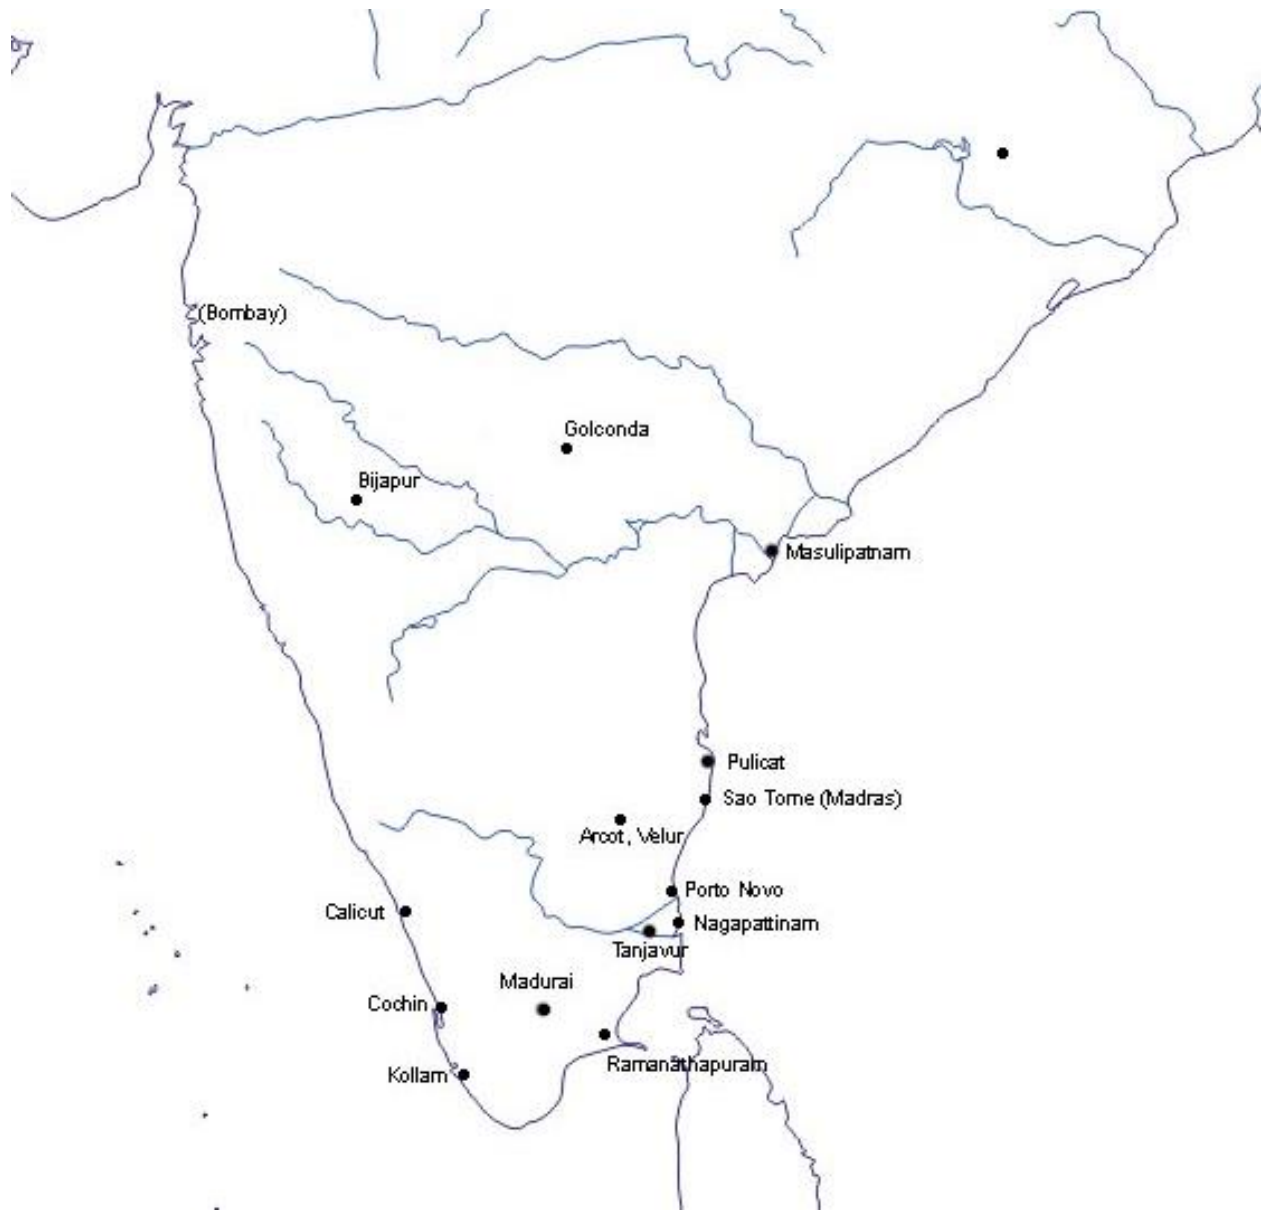 (Bombay)
Golconda
Bijapur
Masulipatnam
Pulicat
Sao Tome (Madras)
Arcot, Velur
Porto Novo
Calicut
Nagapattinam
Tanjavur
Madurai
Cochin
Ramanathapuram
Kollam